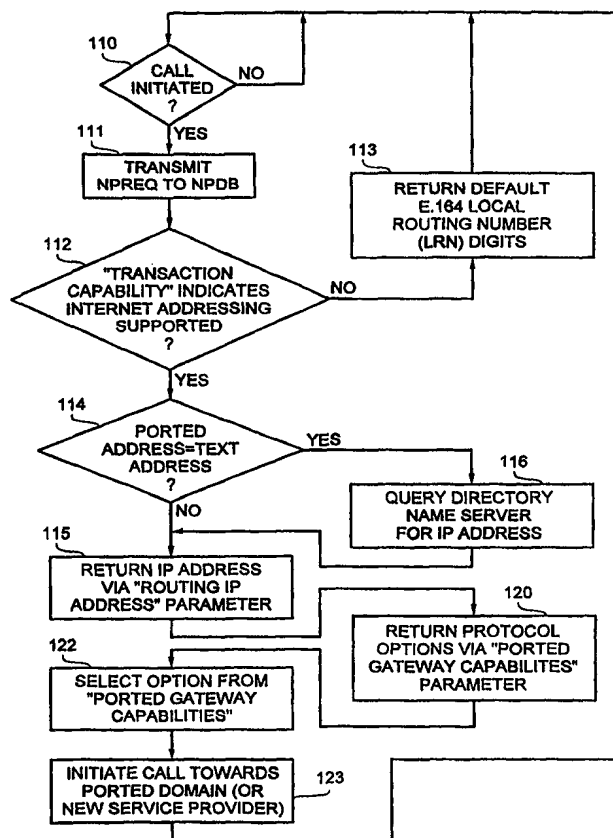 110
CALL
INITIATED
?
NO
YES
111
TRANSMIT
NPREQ TO NPDB
113
RETURN DEFAULT
E.164 LOCAL
ROUTING NUMBER
(LRN) DIGITS
112
"TRANSACTION
CAPABILITY" INDICATES
INTERNET ADDRESSING
SUPPORTED
?
NO
YES
114
PORTED
ADDRESS=TEXT
ADDRESS
?
YES
NO
116
QUERY DIRECTORY
NAME SERVER
FOR IP ADDRESS
115
RETURN IP ADDRESS
VIA "ROUTING IP
ADDRESS" PARAMETER
120
RETURN PROTOCOL
OPTIONS VIA "PORTED
GATEWAY CAPABILITES"
PARAMETER
122
SELECT OPTION FROM
"PORTED GATEWAY
CAPABILITIES"
INITIATE CALL TOWARDS
PORTED DOMAIN (OR
NEW SERVICE PROVIDER)
123